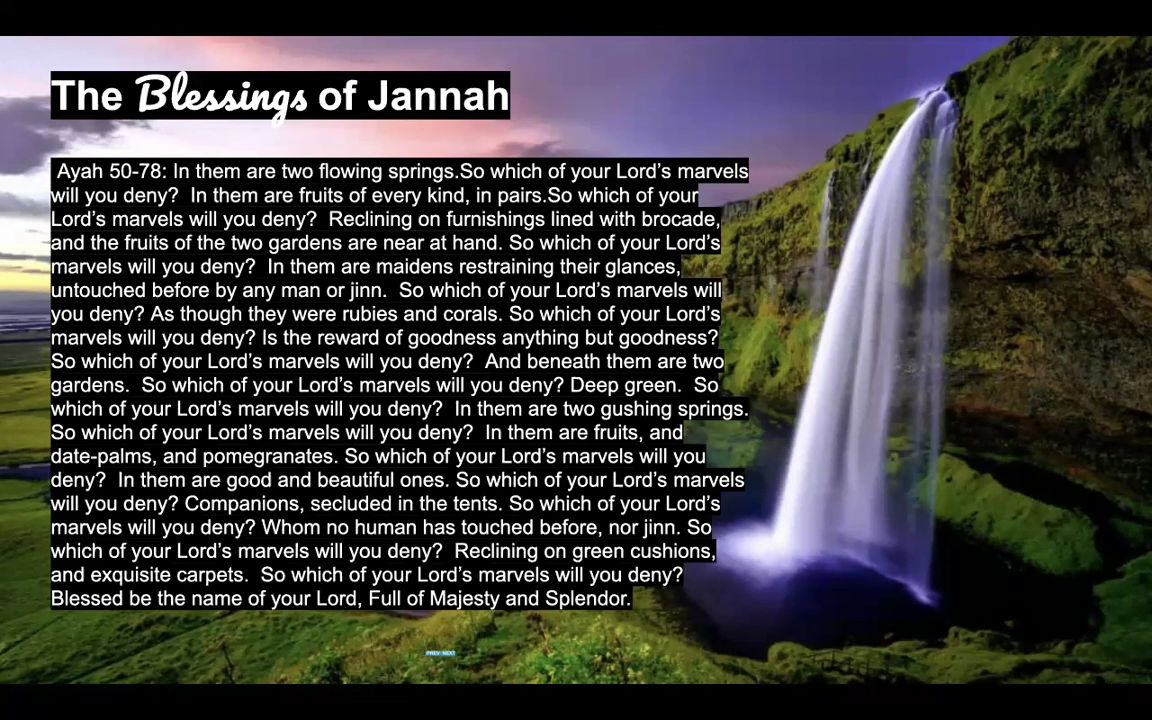 The Blessings of Jannah
Ayah 50-78: In them are two flowing springs.So which of your Lord’s marvels
will you deny?  In them are fruits of every kind, in pairs.So which of your
Lord’s marvels will you deny?  Reclining on furnishings lined with brocade,
and the fruits of the two gardens are near at hand. So which of your Lord’s
marvels will you deny?  In them are maidens restraining their glances,
untouched before by any man or jinn.  So which of your Lord’s marvels will
you deny? As though they were rubies and corals. So which of your Lord’s
marvels will you deny? Is the reward of goodness anything but goodness?
So which of your Lord’s marvels will you deny?  And beneath them are two
gardens.  So which of your Lord’s marvels will you deny? Deep green.  So
which of your Lord’s marvels will you deny?  In them are two gushing springs.
So which of your Lord’s marvels will you deny?  In them are fruits, and
date-palms, and pomegranates. So which of your Lord’s marvels will you
deny?  In them are good and beautiful ones. So which of your Lord’s marvels
will you deny? Companions, secluded in the tents. So which of your Lord’s
marvels will you deny? Whom no human has touched before, nor jinn. So
which of your Lord’s marvels will you deny?  Reclining on green cushions,
and exquisite carpets.  So which of your Lord’s marvels will you deny?
Blessed be the name of your Lord, Full of Majesty and Splendor.
PREV NEXT